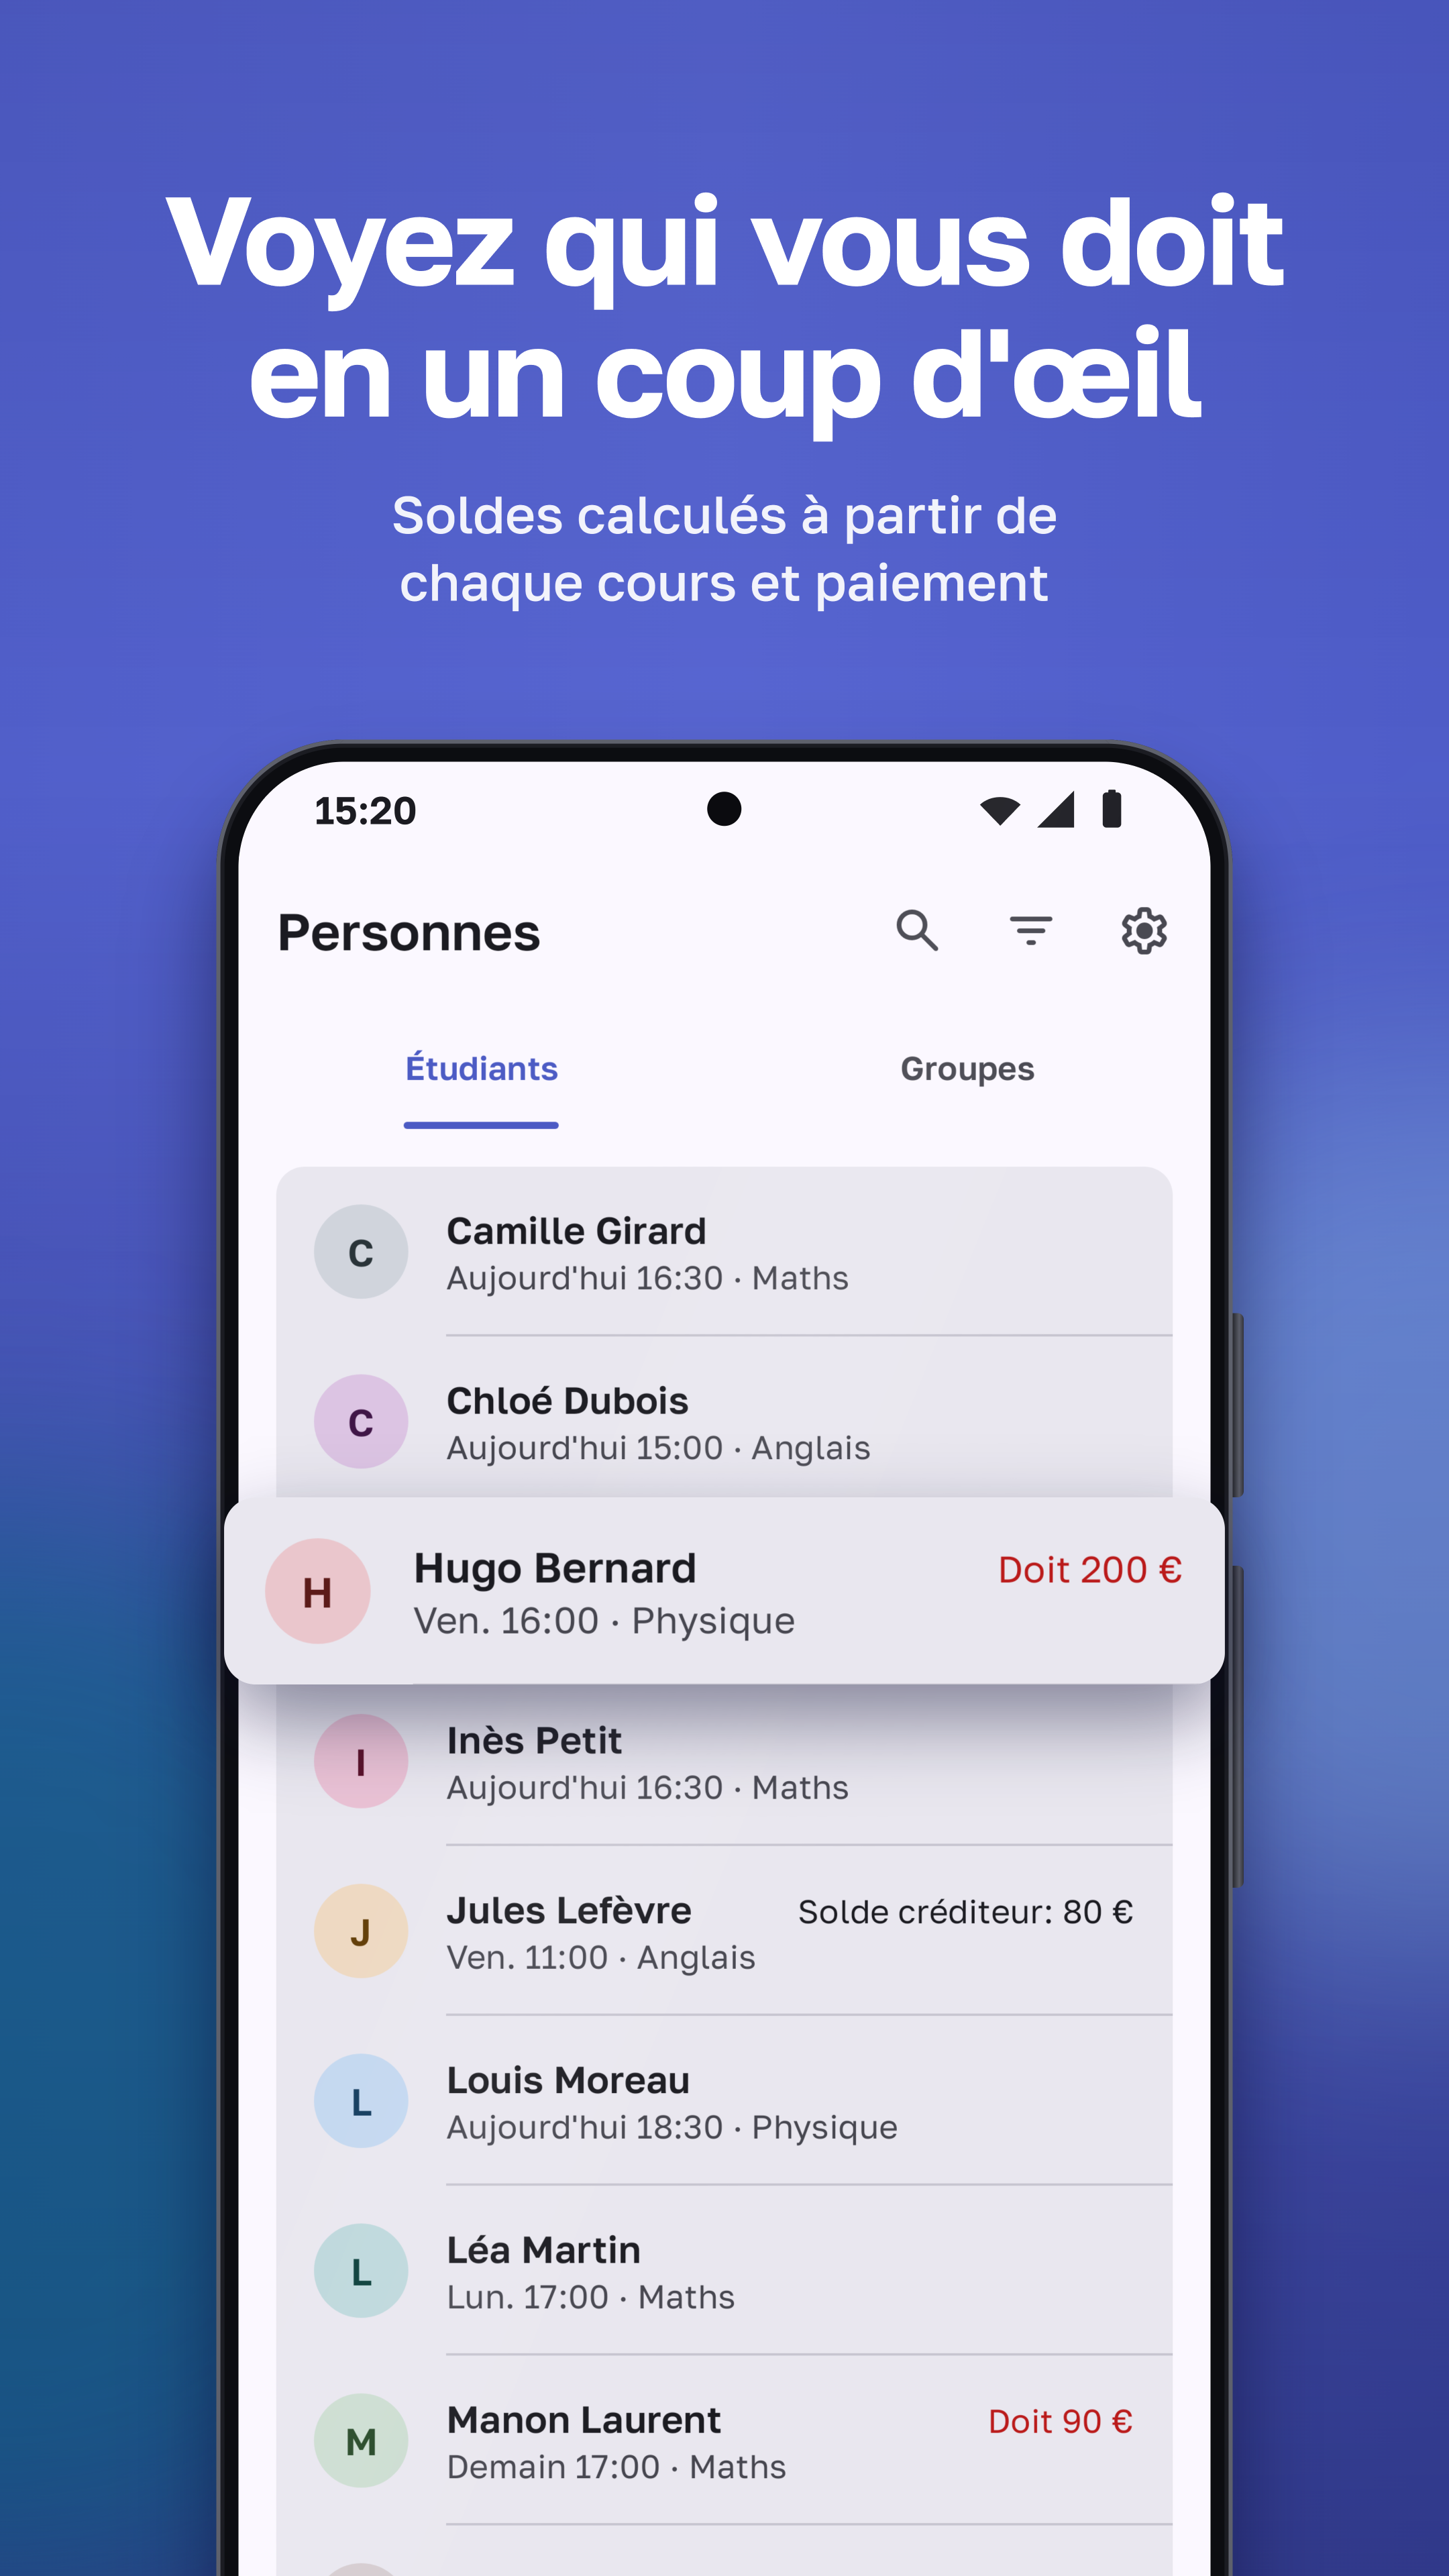 Voyez qui vous doit
en un coup d'œil
Soldes calculés à partir de
chaque cours et paiement
15:20
Personnes
Étudiants
Groupes
C
Camille Girard
Aujourd'hui 16:30 · Maths
C
Chloé Dubois
Aujourd'hui 15:00 · Anglais
H
Hugo Bernard
Doit 200 €
Ven. 16:00 · Physique
I
Inès Petit
Aujourd'hui 16:30 · Maths
J
Jules Lefèvre
Solde créditeur: 80 €
Ven. 11:00 · Anglais
L
Louis Moreau
Aujourd'hui 18:30 · Physique
L
Léa Martin
Lun. 17:00 · Maths
M
Manon Laurent
Doit 90 €
Demain 17:00 · Maths